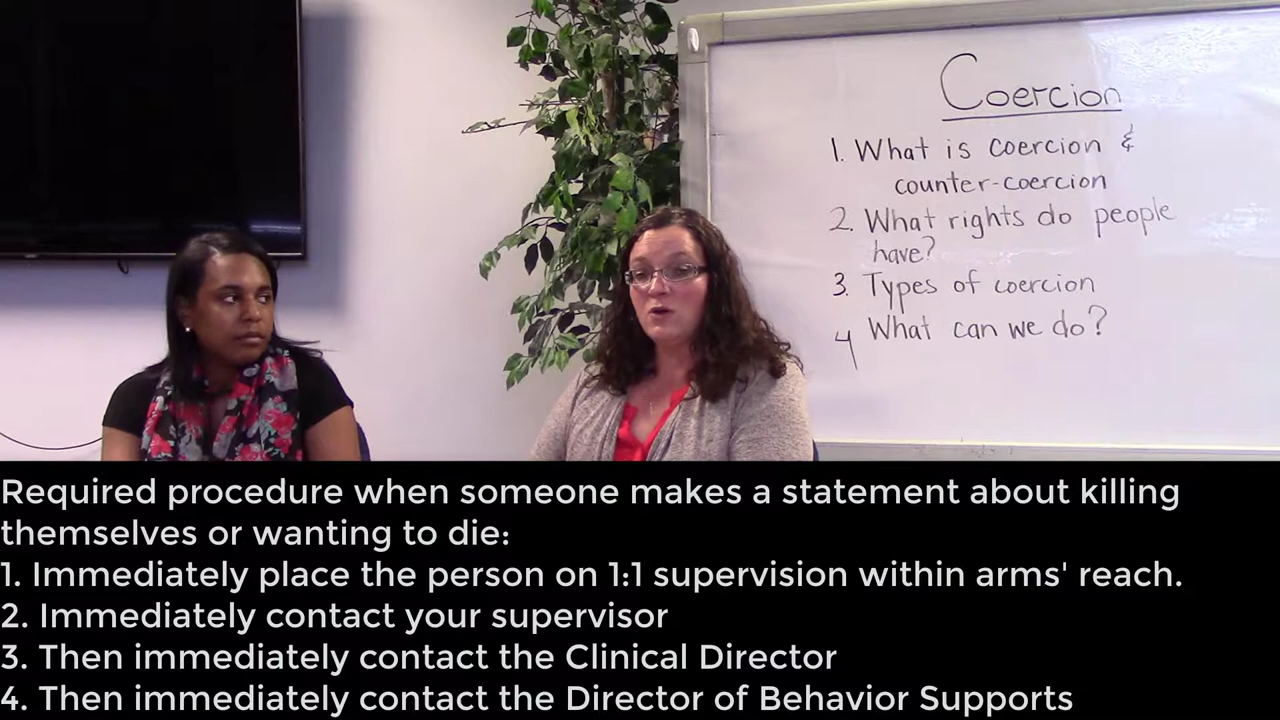 Coercion
1. What is coercion &
counter-coercion
2. What rights do people
have?
3. Types of coercion
4 What can we do?
Required procedure when someone makes a statement about killing
themselves or wanting to die:
1. Immediately place the person on 1:1 supervision within arms' reach.
2. Immediately contact your supervisor
3. Then immediately contact the Clinical Director
4. Then immediately contact the Director of Behavior Supports